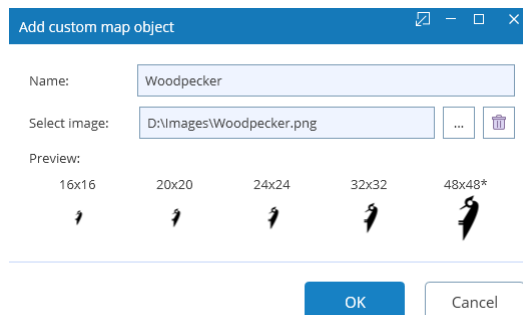 Add custom map object
Name: Woodpecker
Select image: D:\Images\Woodpecker.png ...
Preview:
16x16 20x20 24x24 32x32 48x48*
OK Cancel